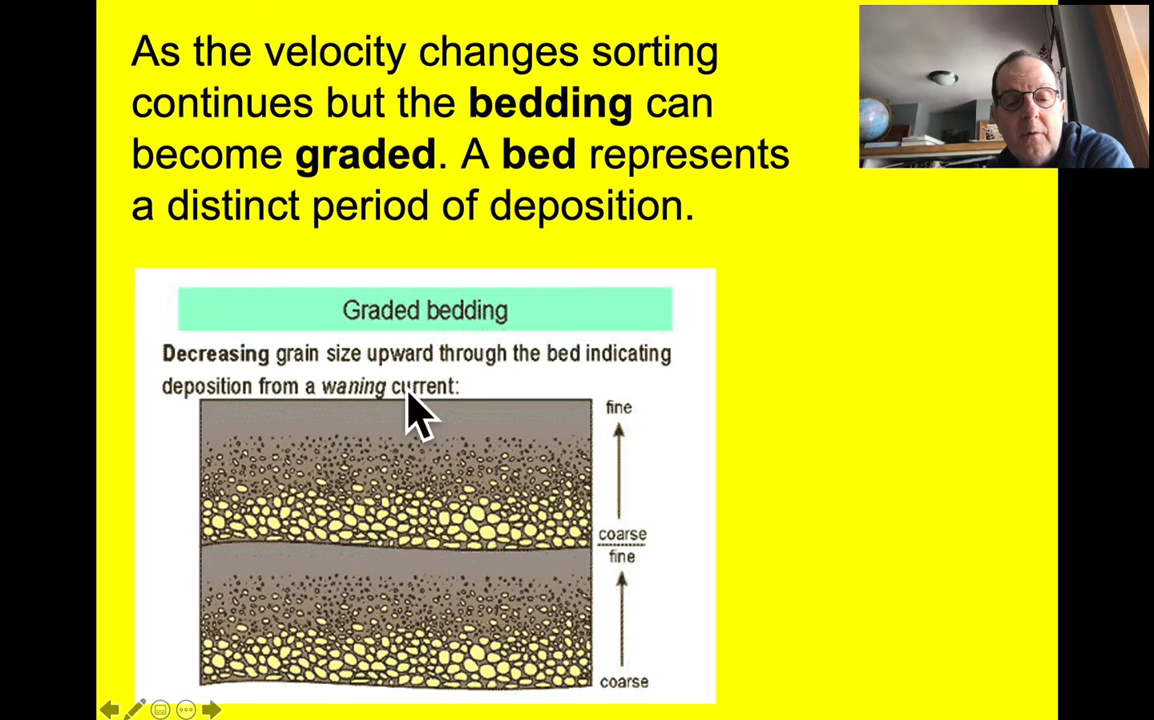 As the velocity changes sorting
continues but the bedding can
become graded. A bed represents
a distinct period of deposition.
Graded bedding
Decreasing grain size upward through the bed indicating
deposition from a waning current:
fine
coarse
fine
coarse